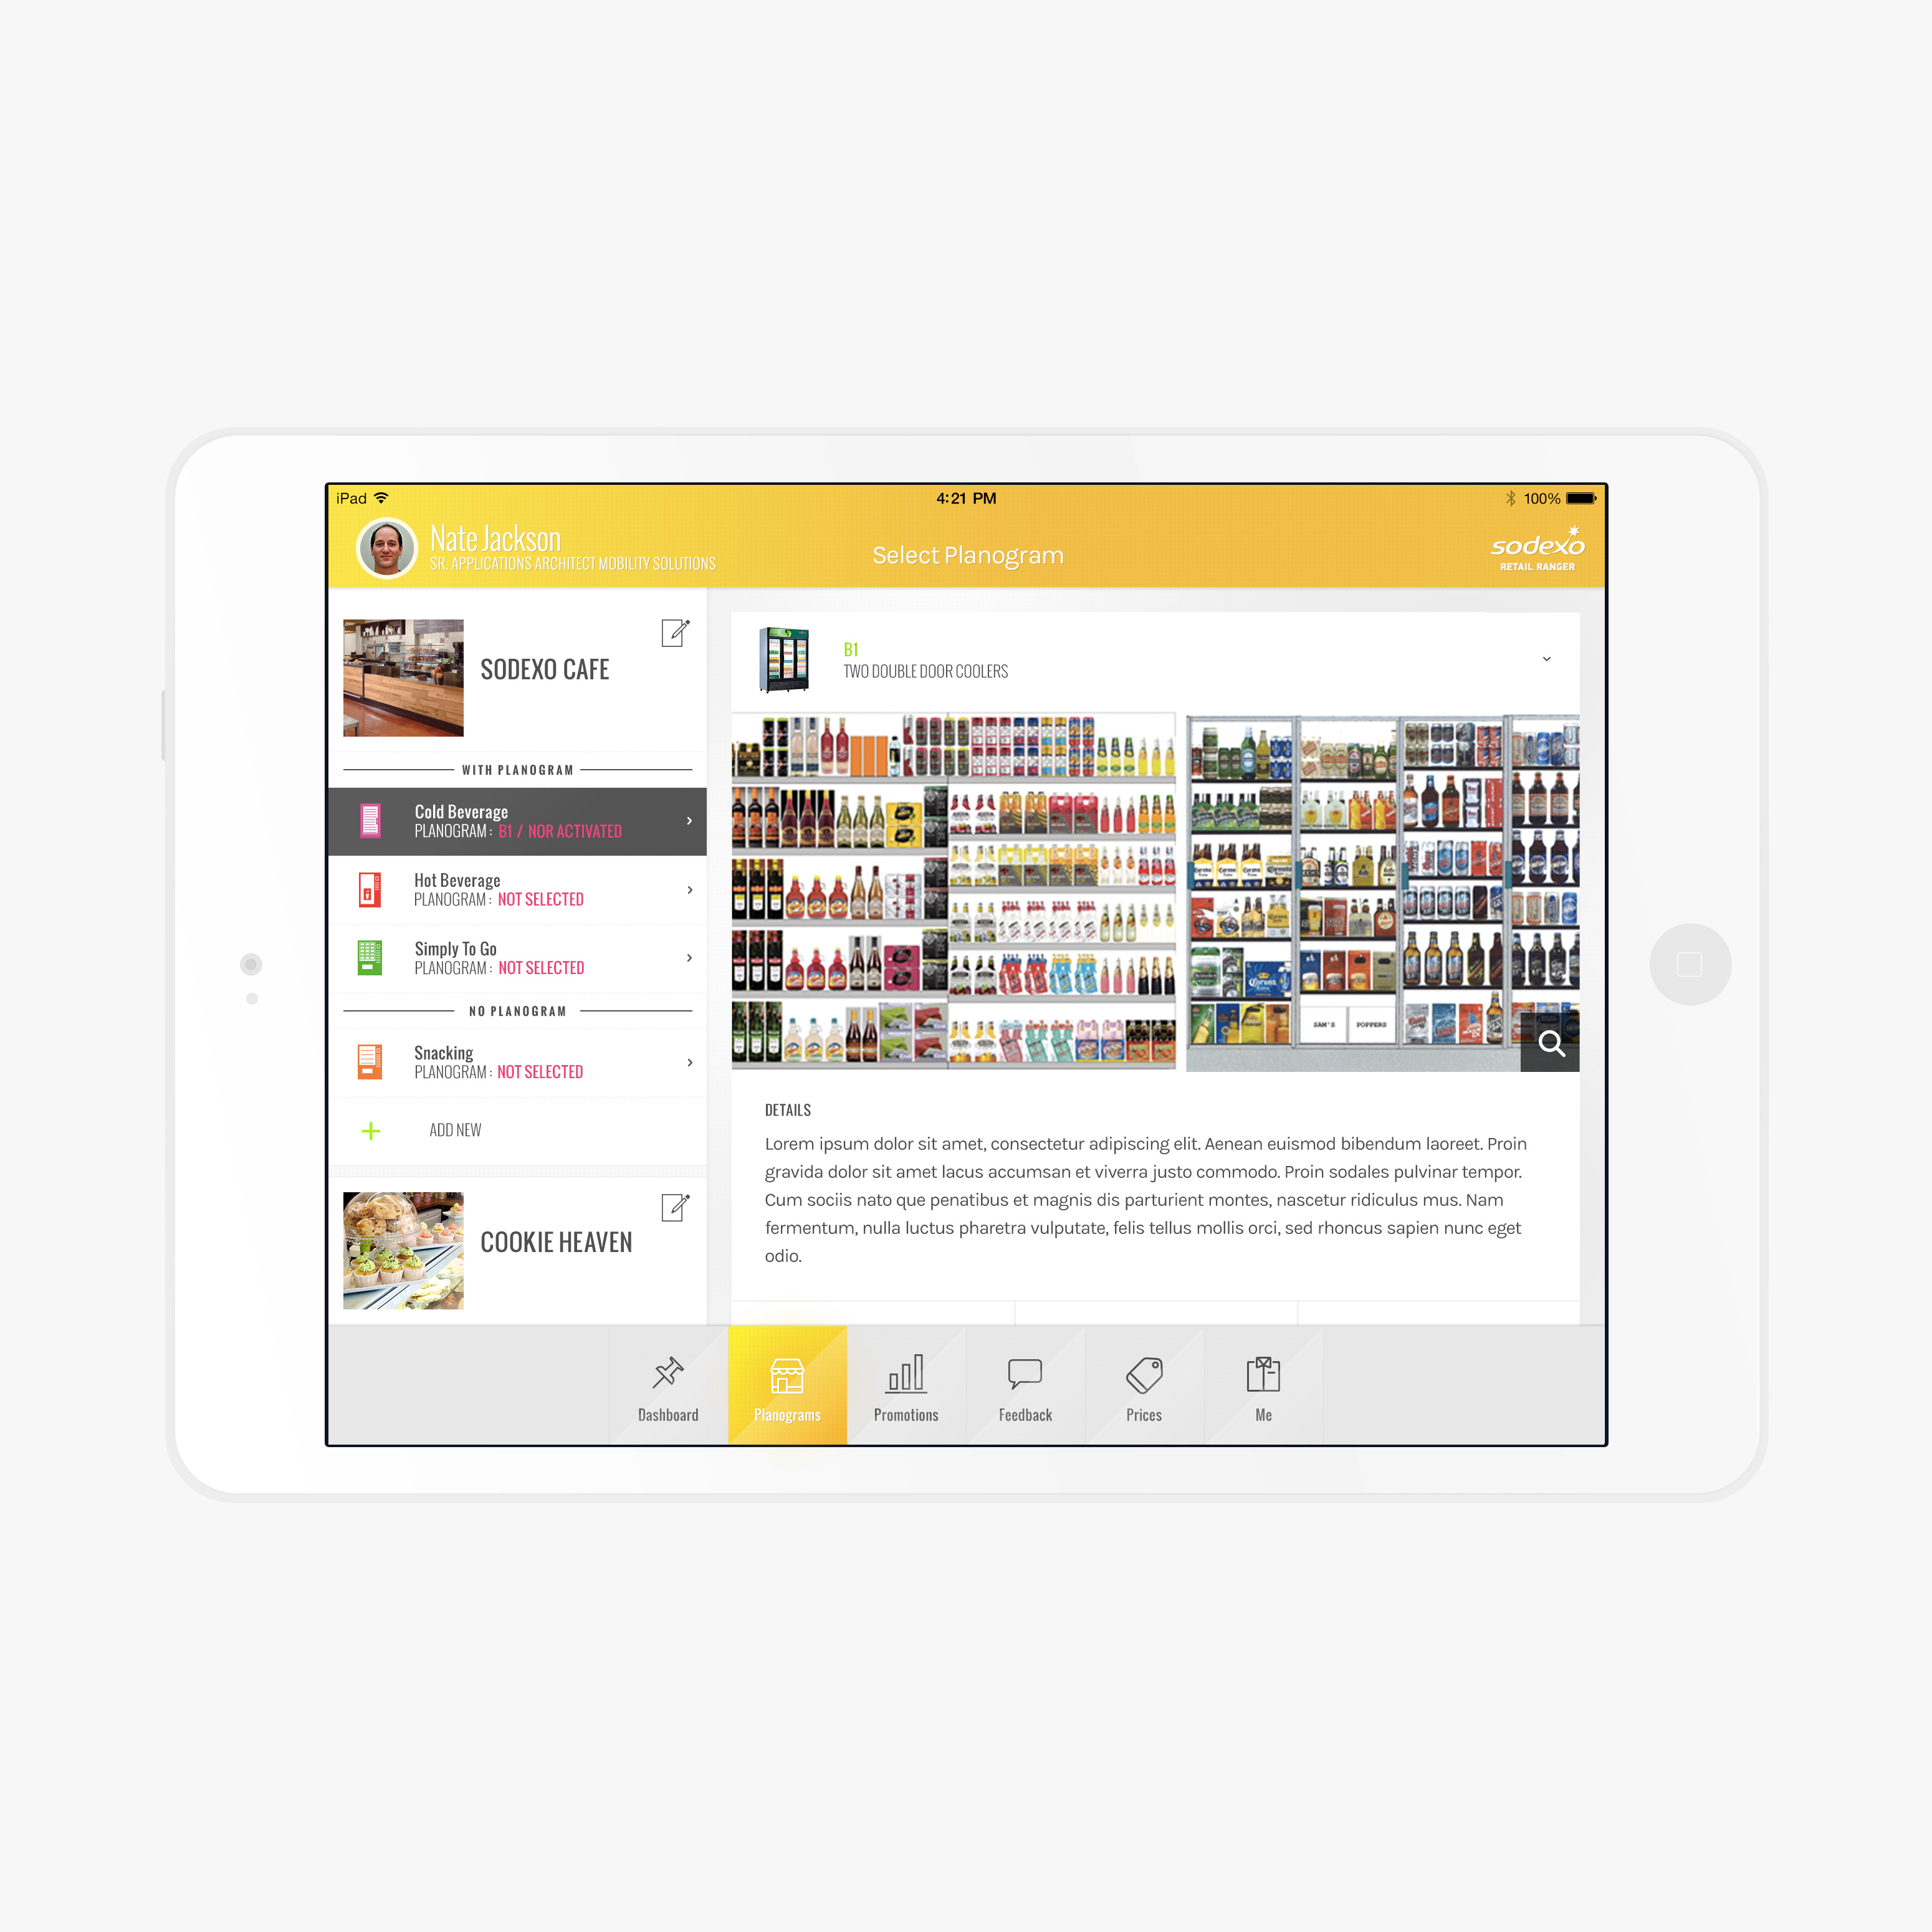 iPad
4:21 PM
100%
Nate Jackson
SR. APPLICATIONS ARCHITECT MOBILITY SOLUTIONS
Select Planogram
sodexo
RETAIL RANGER
SODEXO CAFE
WITH PLANOGRAM
Cold Beverage
PLANOGRAM : B1 / NOR ACTIVATED
Hot Beverage
PLANOGRAM : NOT SELECTED
Simply To Go
PLANOGRAM : NOT SELECTED
NO PLANOGRAM
Snacking
PLANOGRAM : NOT SELECTED
ADD NEW
COOKIE HEAVEN
B1
TWO DOUBLE DOOR COOLERS
Corona Corona Corona
Corona
SAM'S POPPERS
DETAILS
Lorem ipsum dolor sit amet, consectetur adipiscing elit. Aenean euismod bibendum laoreet. Proin
gravida dolor sit amet lacus accumsan et viverra justo commodo. Proin sodales pulvinar tempor.
Cum sociis nato que penatibus et magnis dis parturient montes, nascetur ridiculus mus. Nam
fermentum, nulla luctus pharetra vulputate, felis tellus mollis orci, sed rhoncus sapien nunc eget
odio.
Dashboard
Planograms
Promotions
Feedback
Prices
Me